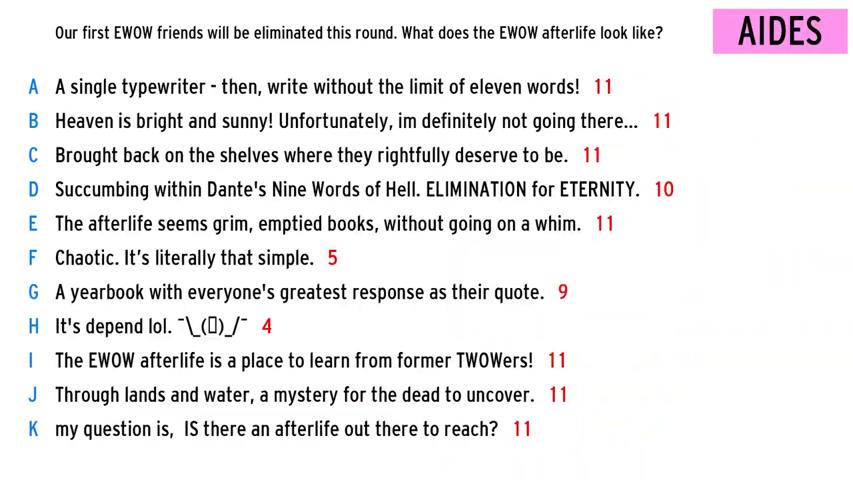 Our first EWOW friends will be eliminated this round. What does the EWOW afterlife look like?
AIDES
A A single typewriter - then, write without the limit of eleven words! 11
B Heaven is bright and sunny! Unfortunately, im definitely not going there... 11
C Brought back on the shelves where they rightfully deserve to be. 11
D Succumbing within Dante's Nine Words of Hell. ELIMINATION for ETERNITY. 10
E The afterlife seems grim, emptied books, without going on a whim. 11
F Chaotic. It’s literally that simple. 5
G A yearbook with everyone's greatest response as their quote. 9
H It's depend lol. ¯\_(▯)_/¯ 4
I The EWOW afterlife is a place to learn from former TWOWers! 11
J Through lands and water, a mystery for the dead to uncover. 11
K my question is,  IS there an afterlife out there to reach? 11